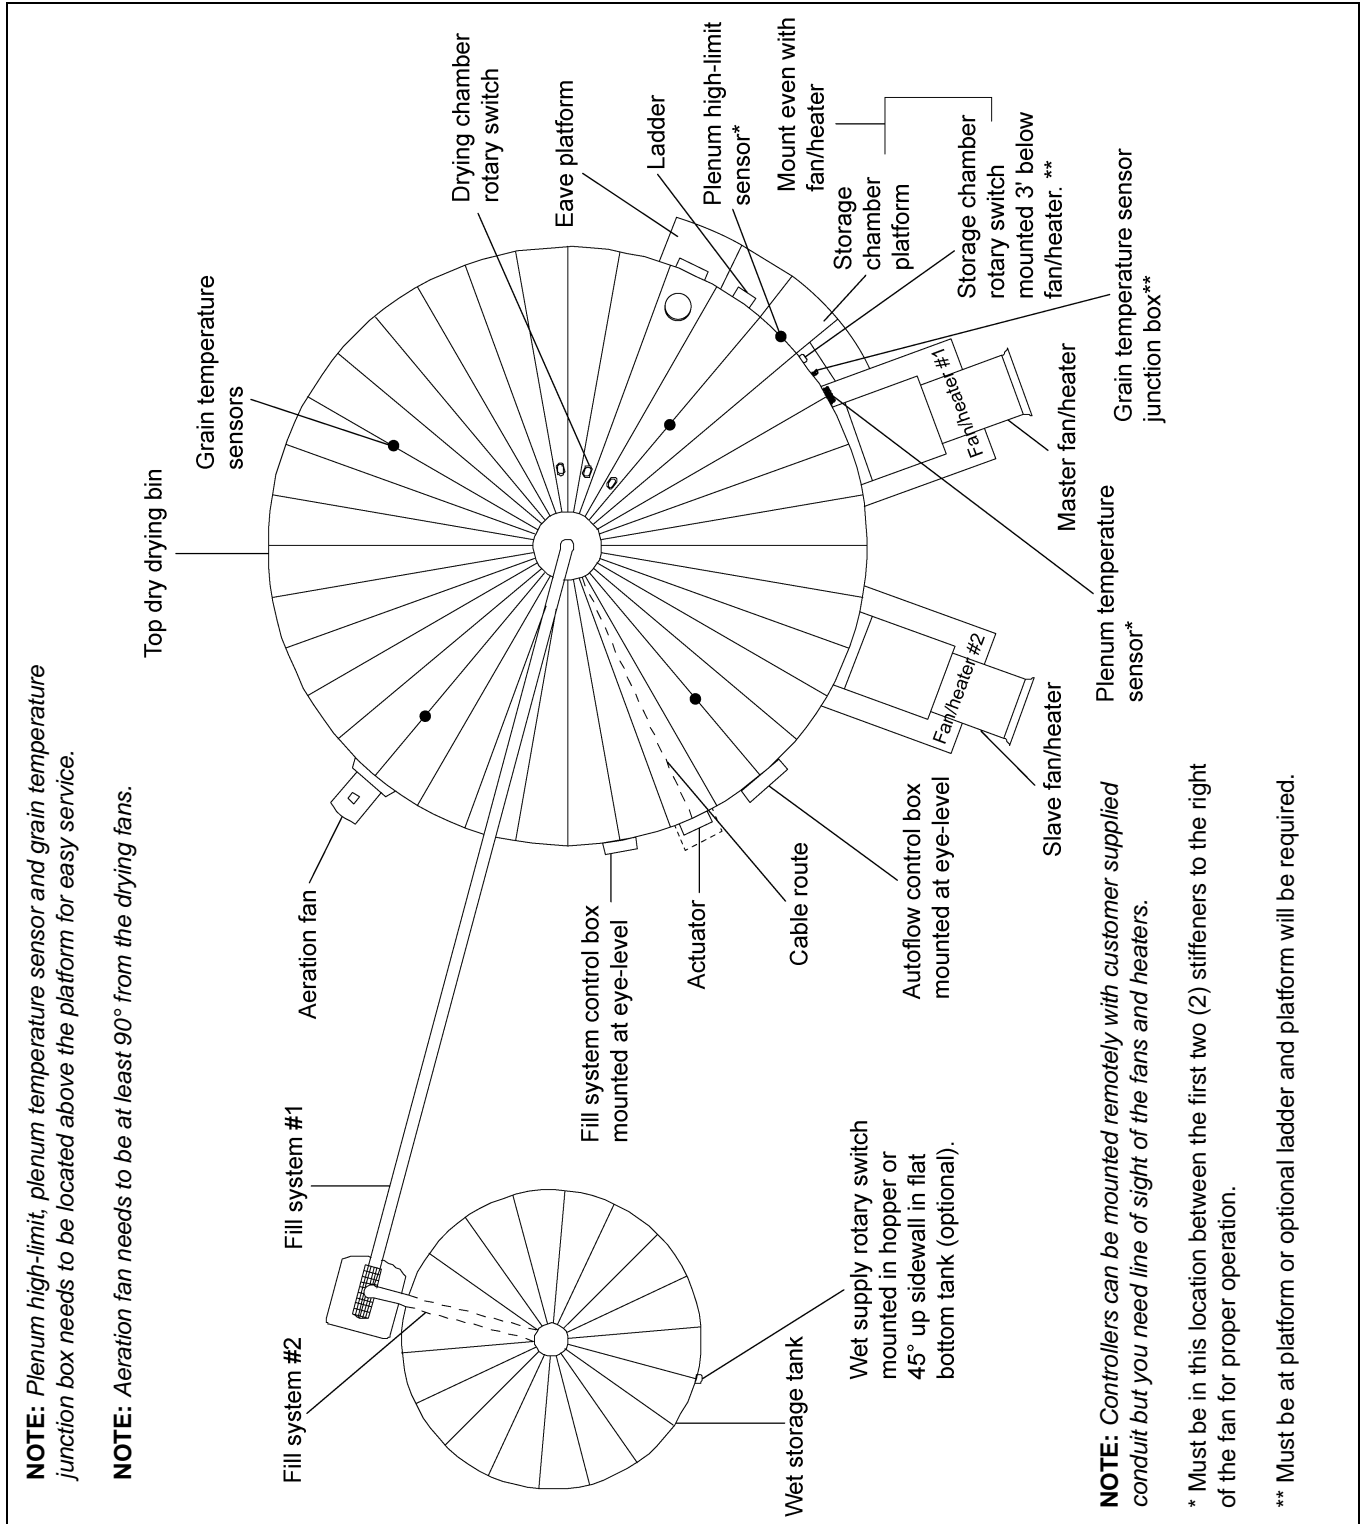 NOTE: Plenum high-limit, plenum temperature sensor and grain temperature
junction box needs to be located above the platform for easy service.
NOTE: Aeration fan needs to be at least 90° from the drying fans.
Top dry drying bin
Grain temperature
sensors
Drying chamber
rotary switch
Eave platform
Ladder
Plenum high-limit
sensor*
Mount even with
fan/heater
Storage
chamber
platform
Storage chamber
rotary switch
mounted 3' below
fan/heater. **
Grain temperature sensor
junction box**
Fan/heater #1
Master fan/heater
Plenum temperature
sensor*
Fan/heater #2
Slave fan/heater
Autoflow control box
mounted at eye-level
Cable route
Actuator
Fill system control box
mounted at eye-level
Aeration fan
Fill system #1
Fill system #2
Wet supply rotary switch
mounted in hopper or
45° up sidewall in flat
bottom tank (optional).
Wet storage tank
NOTE: Controllers can be mounted remotely with customer supplied
conduit but you need line of sight of the fans and heaters.
* Must be in this location between the first two (2) stiffeners to the right
of the fan for proper operation.
** Must be at platform or optional ladder and platform will be required.